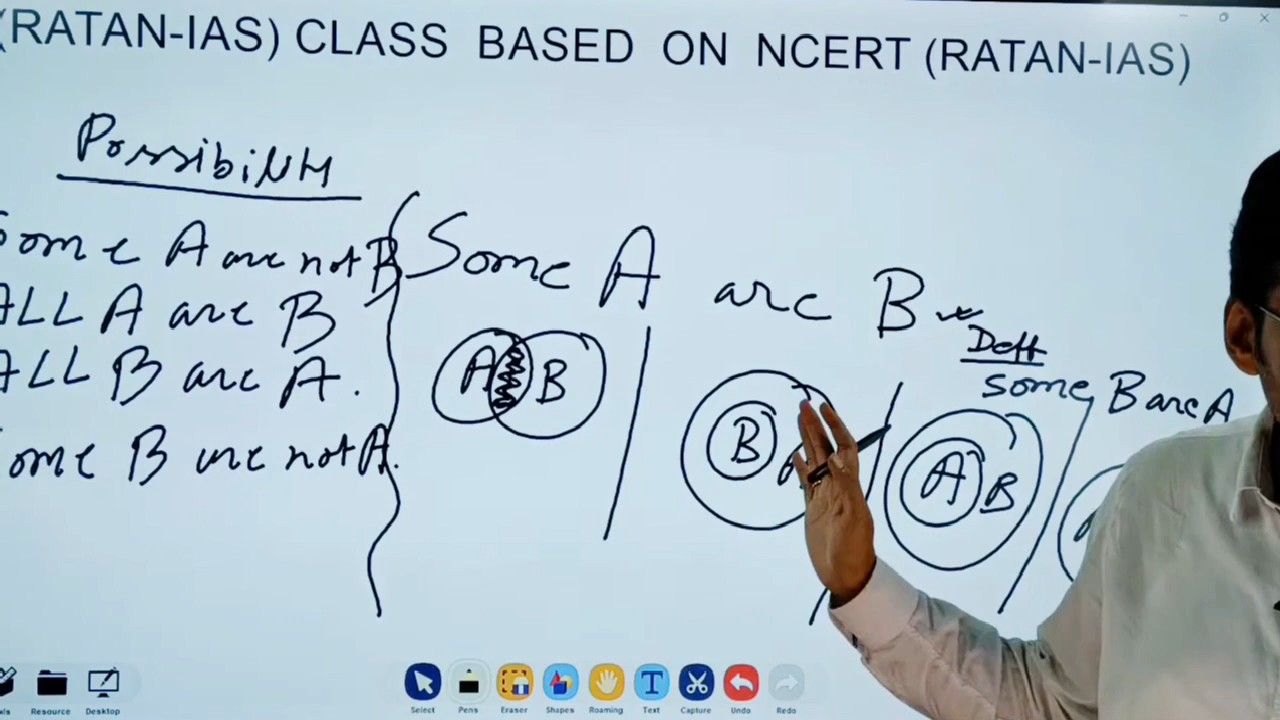 (RATAN-IAS) CLASS BASED ON NCERT (RATAN-IAS)
Possibility
Some A are not B
ALL A are B
ALL B are A.
Some B are not A.
Some A are B
Deft
some B are A
A B
B A
A B
A
Resource
Desktop
Select
Pens
Eraser
Shapes
Roaming
T
Text
Capture
Undo
Redo